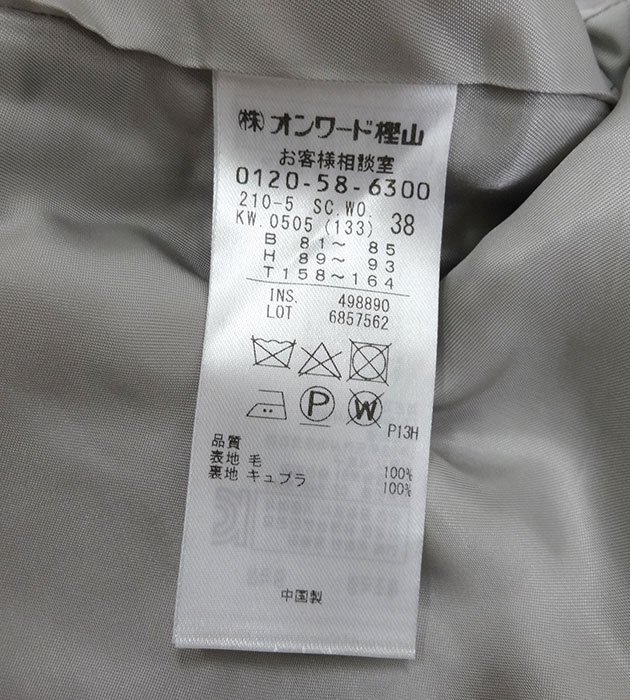 ㈱オンワード樫山
お客様相談室
0120-58-6300
210-5 SC.WO. 38
KW.0505 (133)
B 81～ 85
H 89～ 93
T158～164
INS. 498890
LOT 6857562
P
W
P13H
品質
表地 毛 100%
裏地 キュプラ 100%
中国製